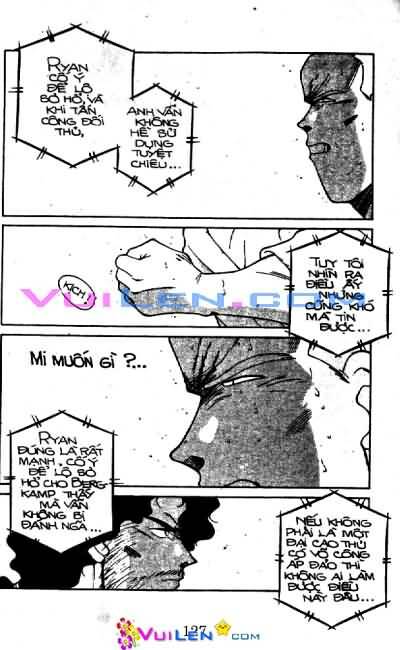 RYAN
CỐ Ý
ĐỂ LỘ
BỎ HỞ, VÀ
KHI TẤN
CÔNG ĐỐI
THỦ,
ANH VẪN
KHÔNG
HỀ SỬ
DỤNG
TUYỆT
CHIÊU...
TUY TÔI
NHÌN RA
ĐIỀU ẤY
NHƯNG
CŨNG KHÓ
MÀ TIN
ĐƯỢC...
KỊCH!
VUILEN.COM
MI MUỐN GÌ ?...
RYAN
ĐÚNG LÀ RẤT
MẠNH, CỐ Ý
ĐỂ LỘ BỎ
HỞ CHO BERG-
KAMP THẤY
MÀ VẪN
KHÔNG BỊ
ĐÁNH NGÃ...
NẾU KHÔNG
PHẢI LÀ MỘT
ĐẠI CAO THỦ
CÓ VÕ CÔNG
ÁP ĐẢO THÌ
KHÔNG AI LÀM
ĐƯỢC ĐIỀU
NÀY ĐÂU...
127
VUILEN.COM